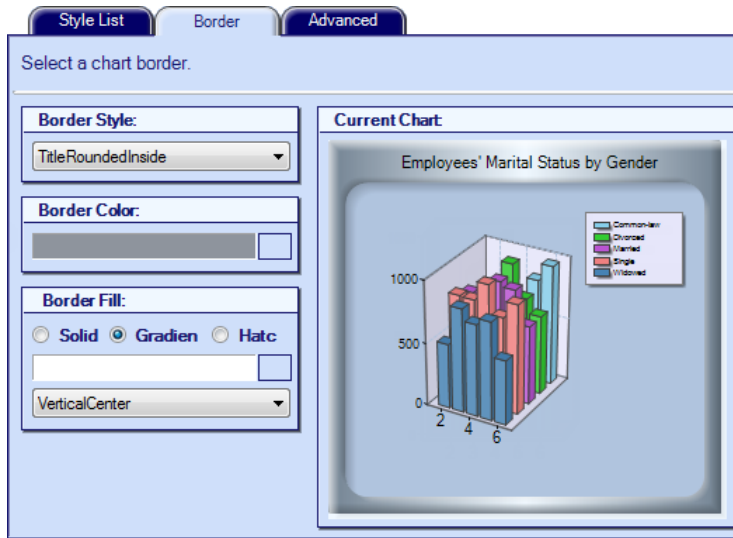 Style List
Border
Advanced
Select a chart border.
Border Style:
TitleRoundedInside
Border Color:
Border Fill:
Solid
Gradien
Hatc
VerticalCenter
Current Chart:
Employees' Marital Status by Gender
Common-law
Divorced
Married
Single
Widowed
1000
500
0
2
4
6